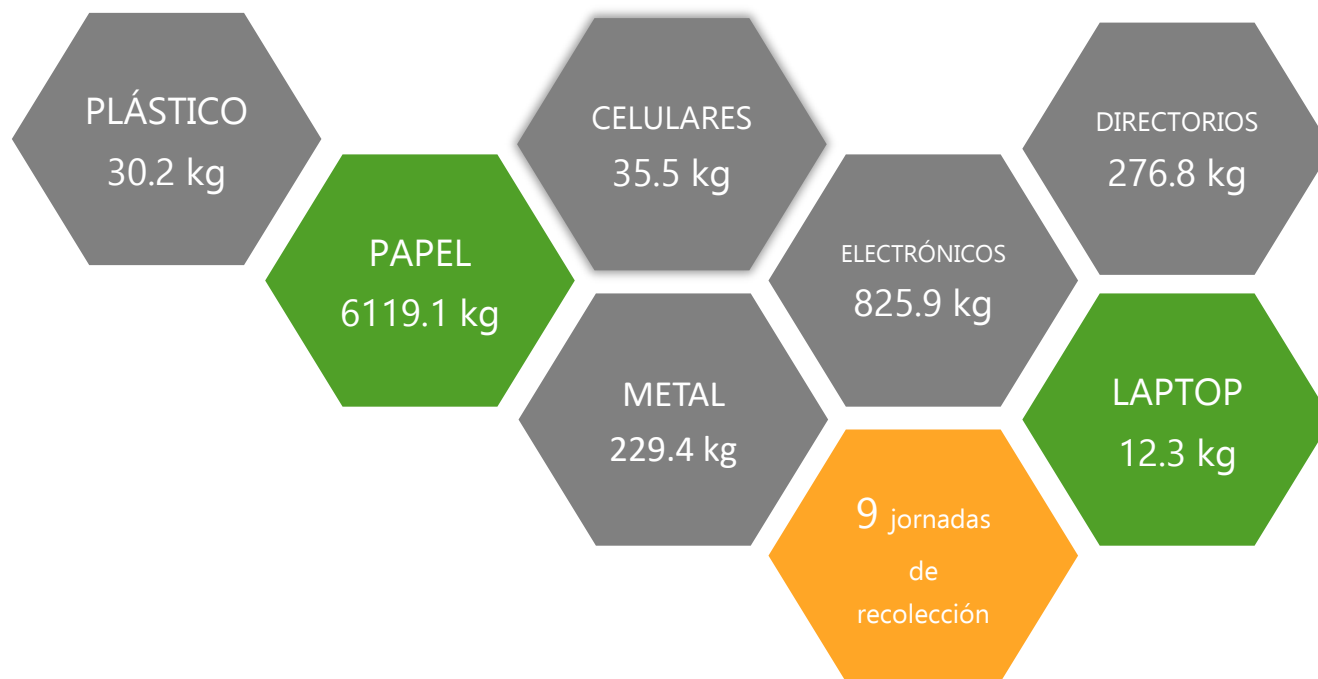 PLÁSTICO
30.2 kg
CELULARES
35.5 kg
DIRECTORIOS
276.8 kg
PAPEL
6119.1 kg
ELECTRÓNICOS
825.9 kg
METAL
229.4 kg
LAPTOP
12.3 kg
9 jornadas
de
recolección